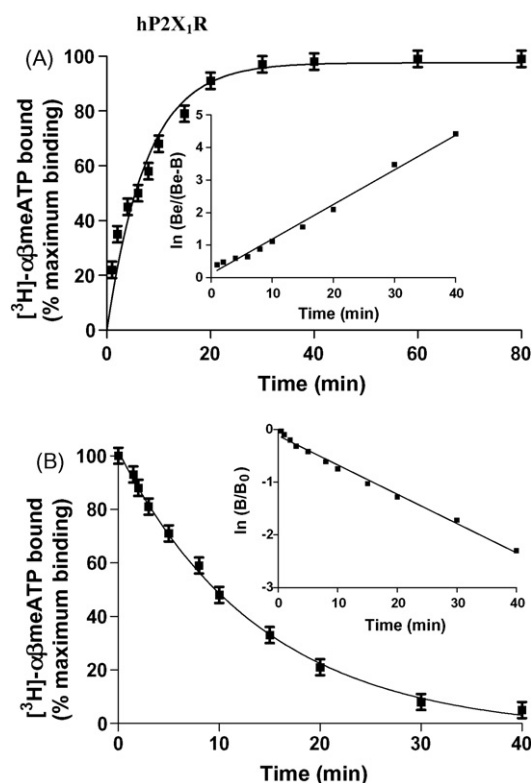 hP2X₁R
(A)
[³H]-αβmeATP bound
(% maximum binding)
100
80
60
40
20
0
0 20 40 60 80
Time (min)
ln (Be/(Be-B)
5
4
3
2
1
0
0 10 20 30 40
Time (min)
(B)
[³H]-αβmeATP bound
(% maximum binding)
100
80
60
40
20
0
0 10 20 30 40
Time (min)
ln (B/B₀)
-0
-1
-2
-3
0 10 20 30 40
Time (min)